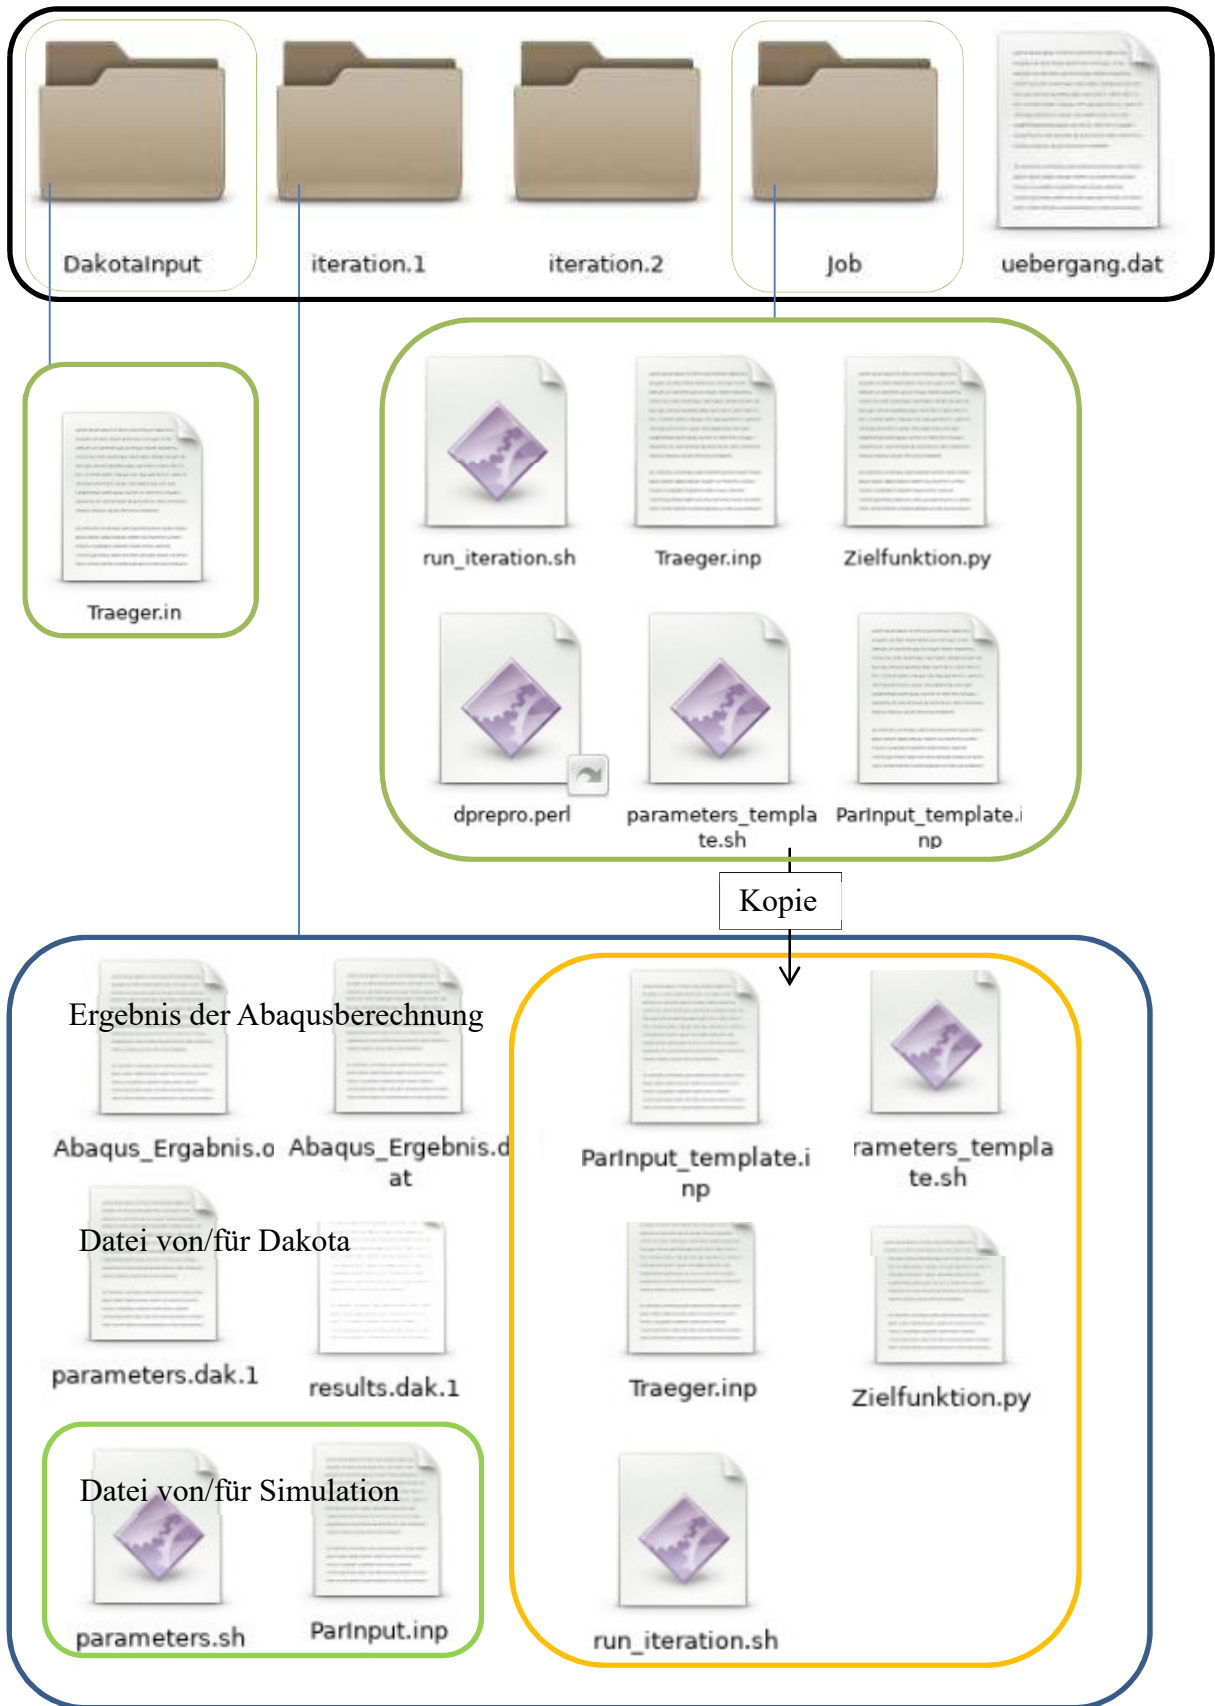 DakotaInput
iteration.1
iteration.2
Job
uebergang.dat
Traeger.in
run_iteration.sh
Traeger.inp
Zielfunktion.py
dprepro.perl
parameters_templa
te.sh
ParInput_template.i
np
Kopie
Ergebnis der Abaqusberechnung
Abaqus_Ergabnis.o
Abaqus_Ergebnis.d
at
Datei von/für Dakota
parameters.dak.1
results.dak.1
Datei von/für Simulation
parameters.sh
ParInput.inp
ParInput_template.i
np
rameters_templa
te.sh
Traeger.inp
Zielfunktion.py
run_iteration.sh